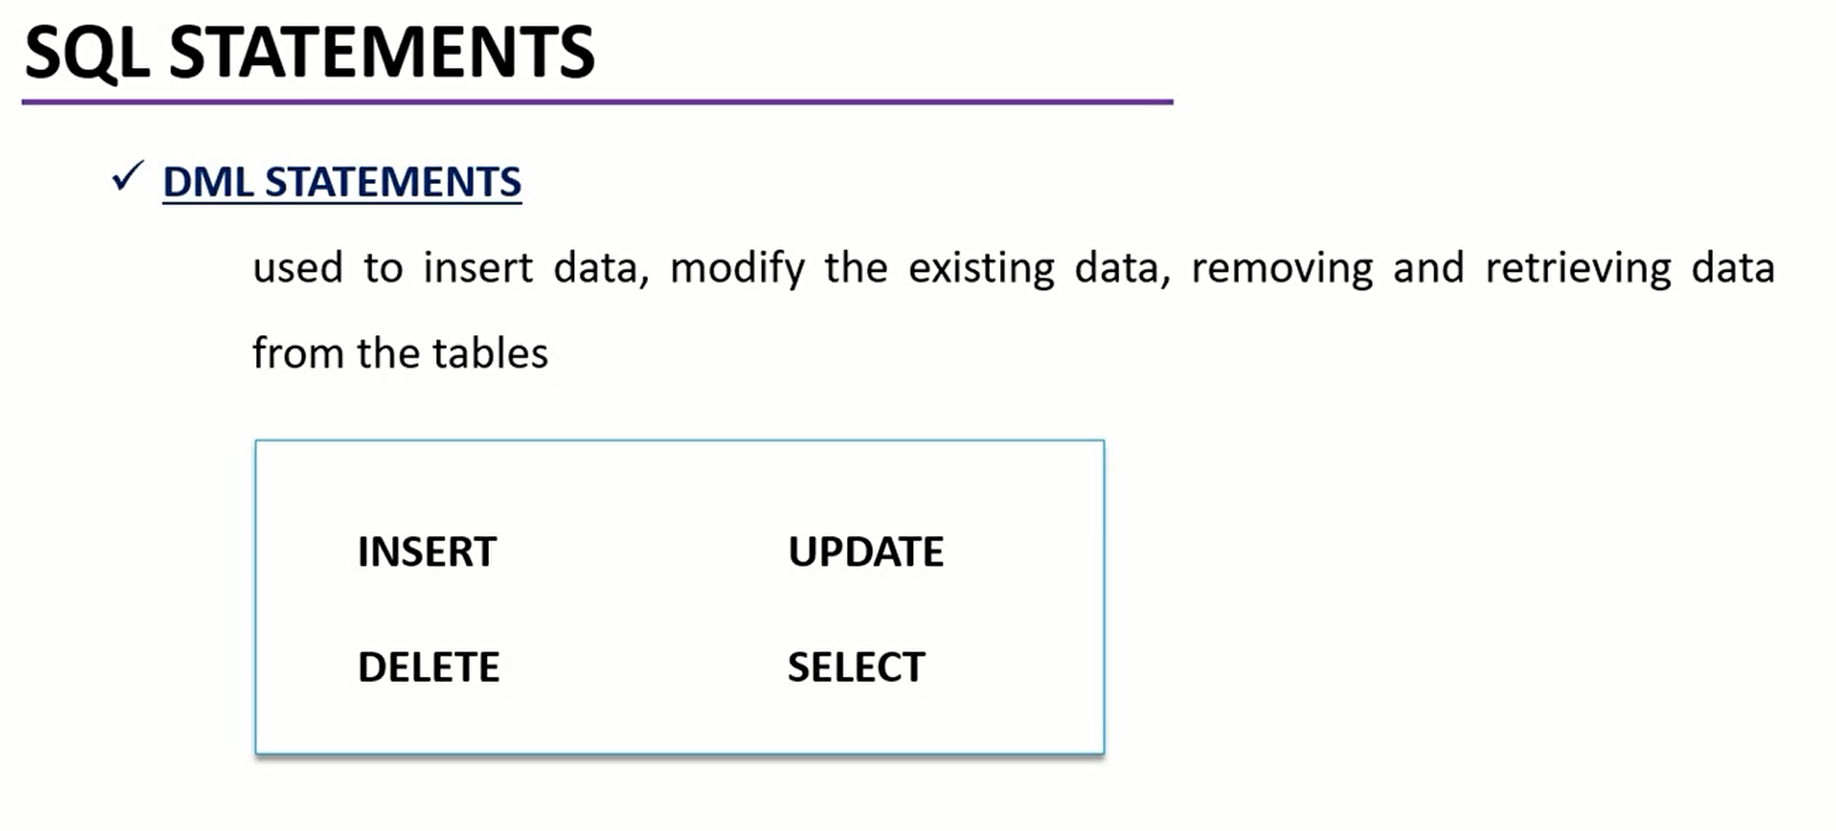 SQL STATEMENTS
✓ DML STATEMENTS
used to insert data, modify the existing data, removing and retrieving data
from the tables
INSERT UPDATE
DELETE SELECT